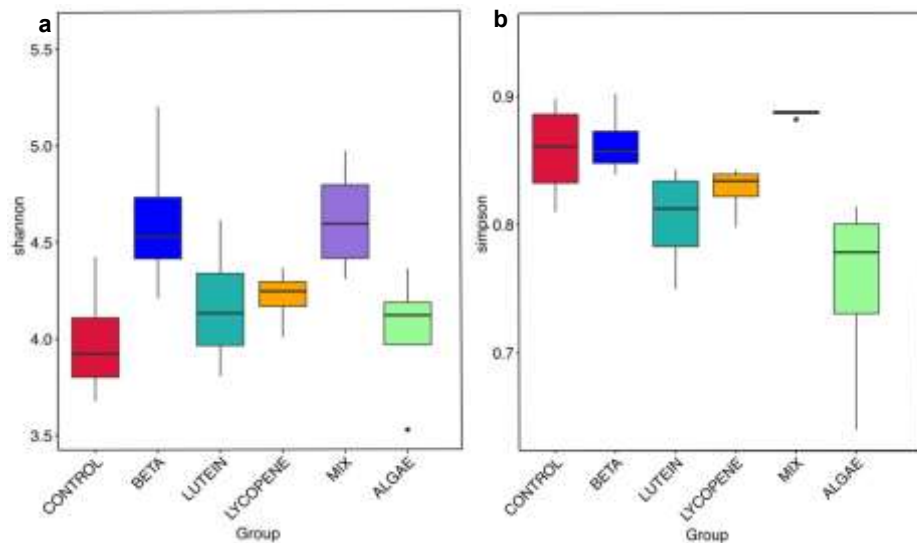 a
5.5
5.0
4.5
4.0
3.5
shannon
CONTROL
BETA
LUTEIN
LYCOPENE
MIX
ALGAE
Group
b
0.9
0.8
0.7
simpson
CONTROL
BETA
LUTEIN
LYCOPENE
MIX
ALGAE
Group